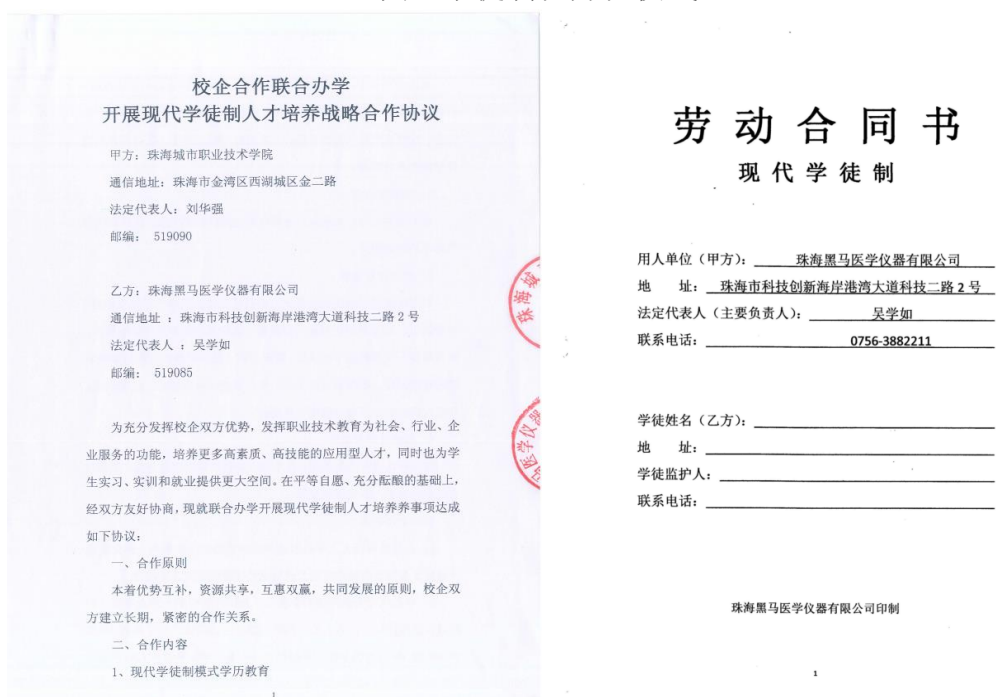 校企合作联合办学
开展现代学徒制人才培养战略合作协议
甲方：珠海城市职业技术学院
通信地址：珠海市金湾区西湖城区金二路
法定代表人：刘华强
邮编： 519090
乙方：珠海黑马医学仪器有限公司
通信地址 ：珠海市科技创新海岸港湾大道科技二路 2 号
法定代表人 ：吴学如
邮编： 519085
为充分发挥校企双方优势，发挥职业技术教育为社会、行业、企
业服务的功能，培养更多高素质、高技能的应用型人才，同时也为学
生实习、实训和就业提供更大空间。在平等自愿、充分酝酿的基础上，
经双方友好协商，现就联合办学开展现代学徒制人才培养养事项达成
如下协议：
一、合作原则
本着优势互补，资源共享，互惠双赢，共同发展的原则，校企双
方建立长期，紧密的合作关系。
二、合作内容
1、现代学徒制模式学历教育
1
珠海城
医学仪器
劳动合同书
现代学徒制
用人单位（甲方）： 珠海黑马医学仪器有限公司
地 址： 珠海市科技创新海岸港湾大道科技二路 2 号
法定代表人（主要负责人）： 吴学如
联系电话： 0756-3882211
学徒姓名（乙方）：
地 址：
学徒监护人：
联系电话：
珠海黑马医学仪器有限公司印制
1